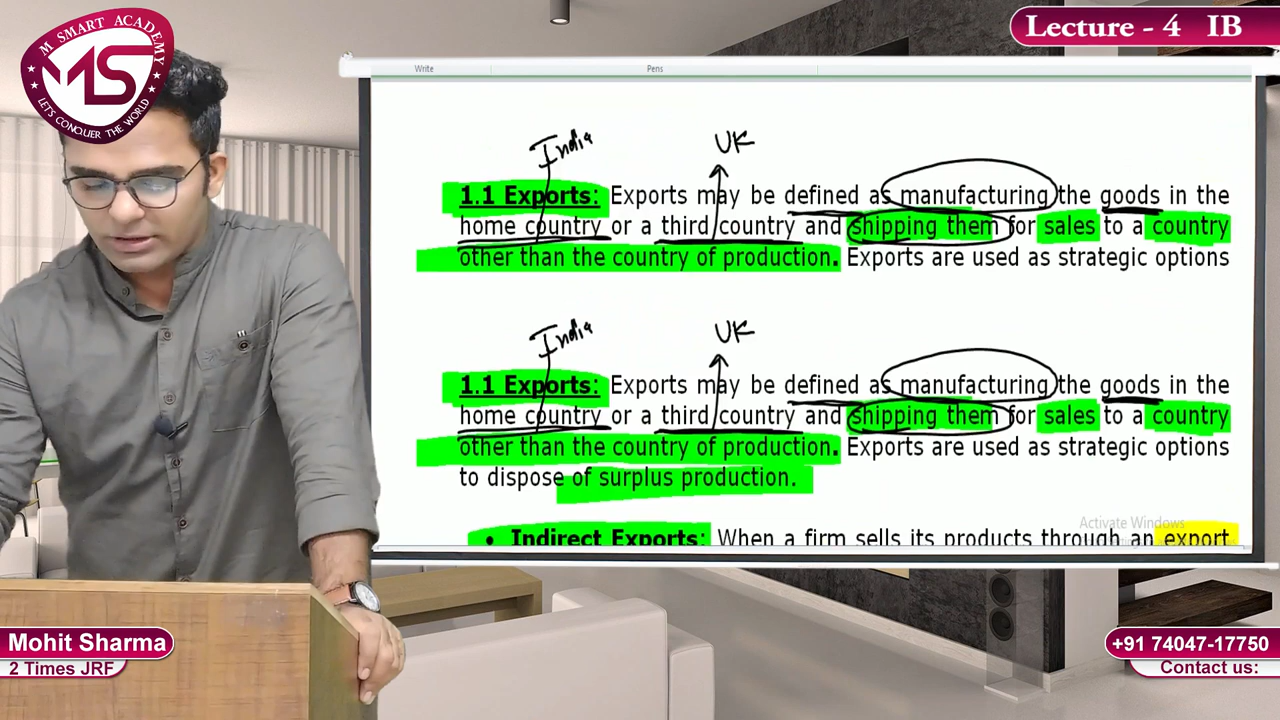 M SMART ACADEMY
MS
LET'S CONQUER THE WORLD
Lecture - 4 IB
Write Pens
India UK
1.1 Exports: Exports may be defined as manufacturing the goods in the
home country or a third country and shipping them for sales to a country
other than the country of production. Exports are used as strategic options
India UK
1.1 Exports: Exports may be defined as manufacturing the goods in the
home country or a third country and shipping them for sales to a country
other than the country of production. Exports are used as strategic options
to dispose of surplus production.
Activate Windows
• Indirect Exports: When a firm sells its products through an export
Mohit Sharma
2 Times JRF
+91 74047-17750
Contact us: